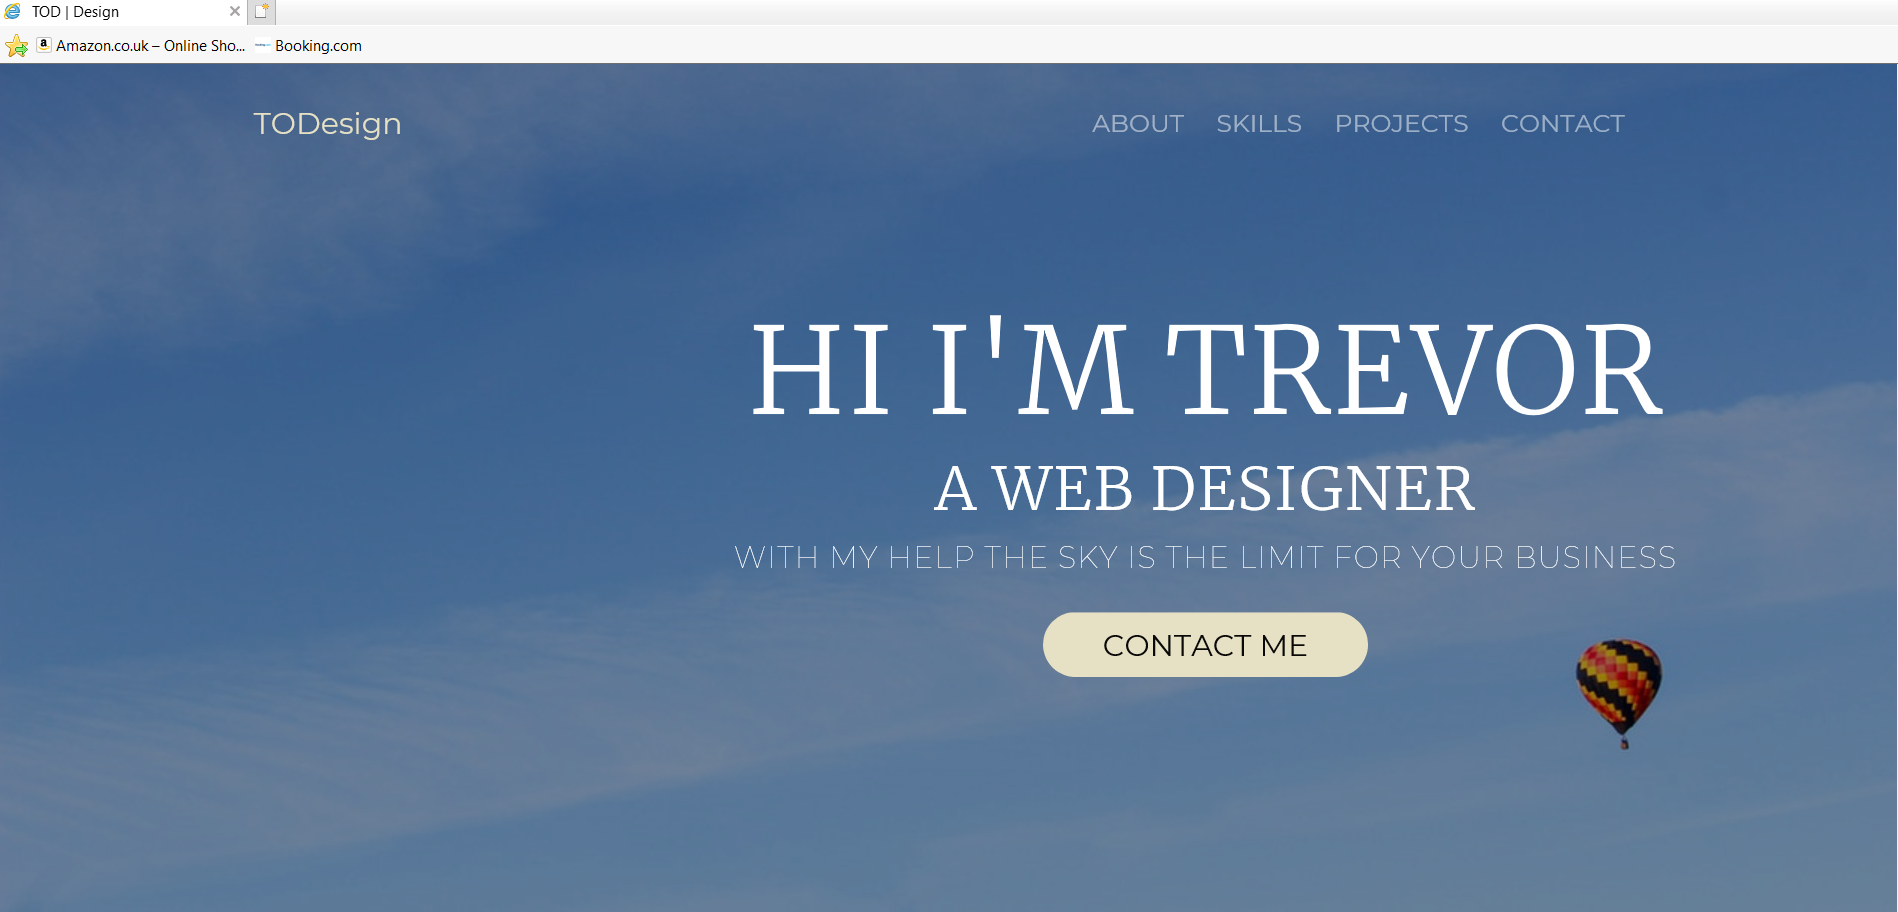 TOD | Design
Amazon.co.uk – Online Sho...
Booking.com
TODesign
ABOUT SKILLS PROJECTS CONTACT
HI I'M TREVOR
A WEB DESIGNER
WITH MY HELP THE SKY IS THE LIMIT FOR YOUR BUSINESS
CONTACT ME